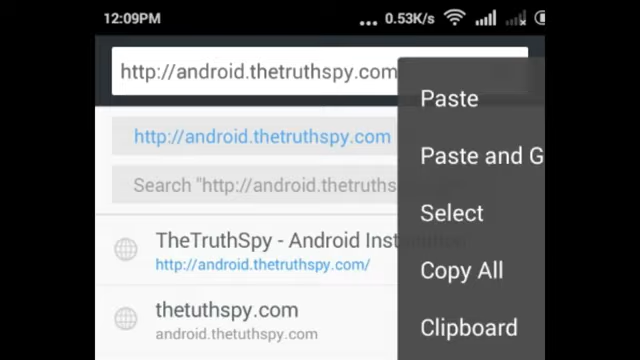 12:09PM
... 0.53K/s
http://android.thetruthspy.com
Paste
http://android.thetruthspy.com
Paste and G
Search "http://android.thetruths
Select
TheTruthSpy - Android Inst
http://android.thetruthspy.com/
Copy All
thetuthspy.com
android.thetuthspy.com
Clipboard